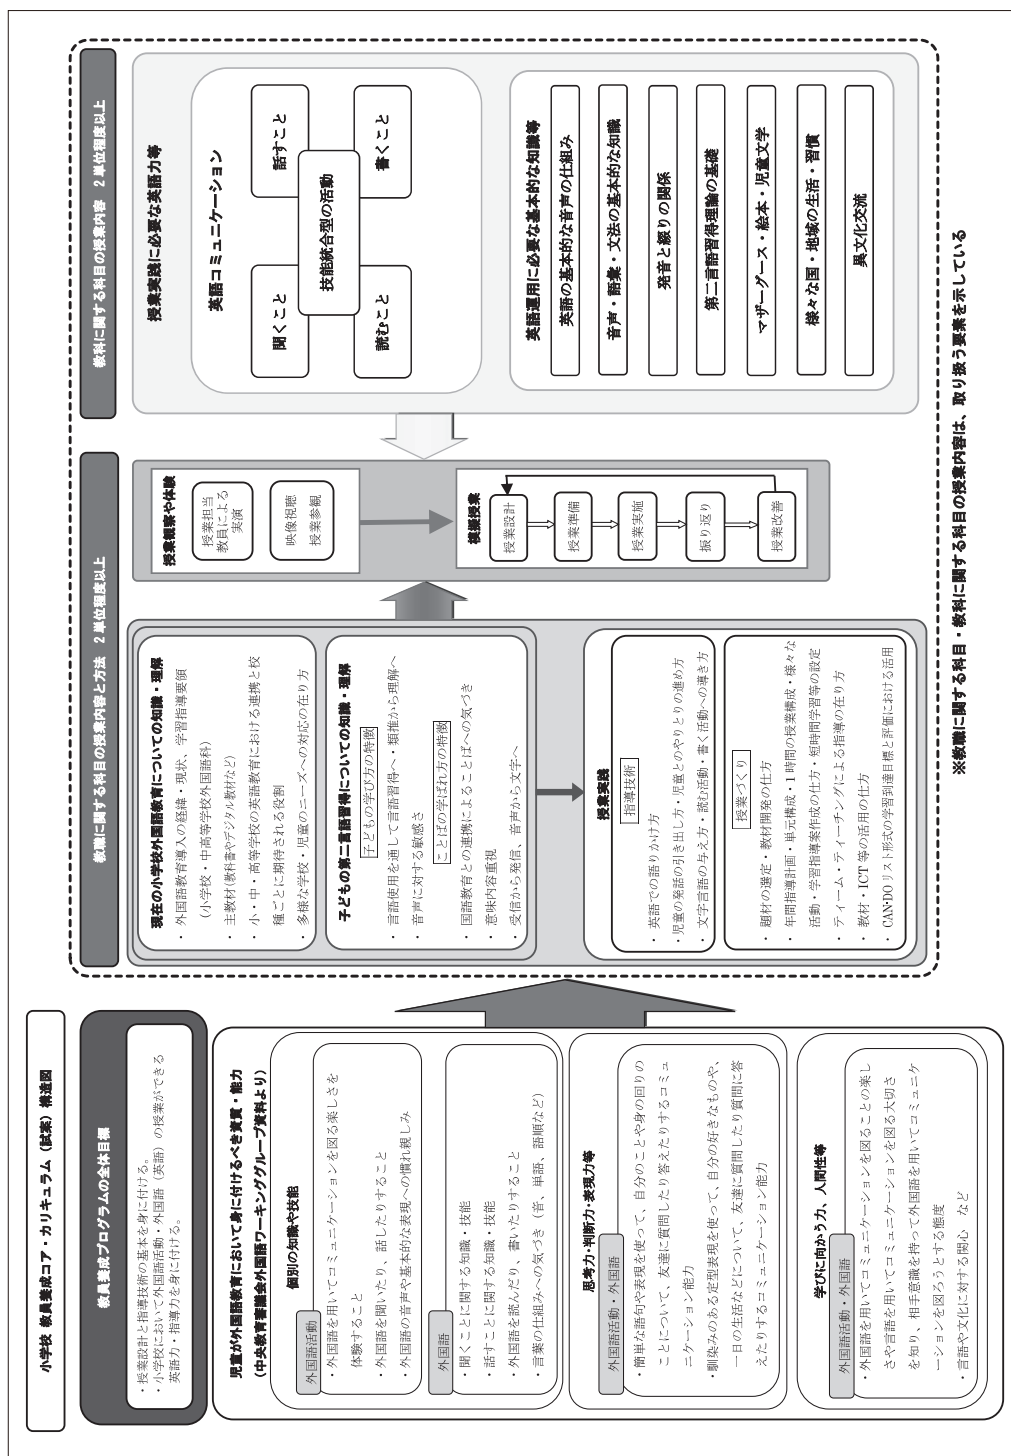 小学校 教員養成コア・カリキュラム（試案）構造図
教員養成プログラムの全体目標
・授業設計と指導技術の基本を身に付ける。
・小学校において外国語活動・外国語（英語）の授業ができる
英語力・指導力を身に付ける。
児童が外国語教育において身に付けるべき資質・能力
（中央教育審議会外国語ワーキンググループ資料より）
個別の知識や技能
外国語活動
・外国語を用いてコミュニケーションを図る楽しさを
体験すること
・外国語を聞いたり、話したりすること
・外国語の音声や基本的な表現への慣れ親しみ
外国語
・聞くことに関する知識・技能
・話すことに関する知識・技能
・外国語を読んだり、書いたりすること
・言葉の仕組みへの気づき（音、単語、語順など）
思考力・判断力・表現力等
外国語活動・外国語
・簡単な語句や表現を使って、自分のことや身の回りの
ことについて、友達に質問したり答えたりするコミュ
ニケーション能力
・馴染みのある定型表現を使って、自分の好きなものや、
一日の生活などについて、友達に質問したり質問に答
えたりするコミュニケーション能力
学びに向かう力、人間性等
外国語活動・外国語
・外国語を用いてコミュニケーションを図ることの楽し
さや言語を用いてコミュニケーションを図る大切さ
を知り、相手意識を持って外国語を用いてコミュニケ
ーションを図ろうとする態度
・言語や文化に対する関心 など
教職に関する科目の授業内容と方法 2単位程度以上
現在の小学校外国語教育についての知識・理解
・外国語教育導入の経緯・現状、学習指導要領
（小学校・中高等学校外国語科）
・主教材(教科書やデジタル教材など)
・小・中・高等学校の英語教育における連携と校
種ごとに期待される役割
・多様な学校・児童のニーズへの対応の在り方
子どもの第二言語習得についての知識・理解
子どもの学び方の特徴
・言語使用を通して言語習得へ・類推から理解へ
・音声に対する敏感さ
ことばの学ばれ方の特徴
・国語教育との連携によることばへの気づき
・意味内容重視
・受信から発信、音声から文字へ
授業実践
指導技術
・英語での語りかけ方
・児童の発話の引き出し方・児童とのやりとりの進め方
・文字言語の与え方・読む活動・書く活動への導き方
授業づくり
・題材の選定・教材開発の仕方
・年間指導計画・単元構成・1時間の授業構成・様々な
活動・学習指導案作成の仕方・短時間学習等の設定
・ティーム・ティーチングによる指導の在り方
・教材・ICT 等の活用の仕方
・CAN-DO リスト形式の学習到達目標と評価における活用
授業観察や体験
授業担当
教員による
実演
映像視聴
授業参観
模擬授業
授業設計
授業準備
授業実施
振り返り
授業改善
教科に関する科目の授業内容 2単位程度以上
授業実践に必要な英語力等
英語コミュニケーション
聞くこと
話すこと
技能統合型の活動
読むこと
書くこと
英語運用に必要な基本的な知識等
英語の基本的な音声の仕組み
音声・語彙・文法の基本的な知識
発音と綴りの関係
第二言語習得理論の基礎
マザーグース・絵本・児童文学
様々な国・地域の生活・習慣
異文化交流
※教職に関する科目・教科に関する科目の授業内容は、取り扱う要素を示している